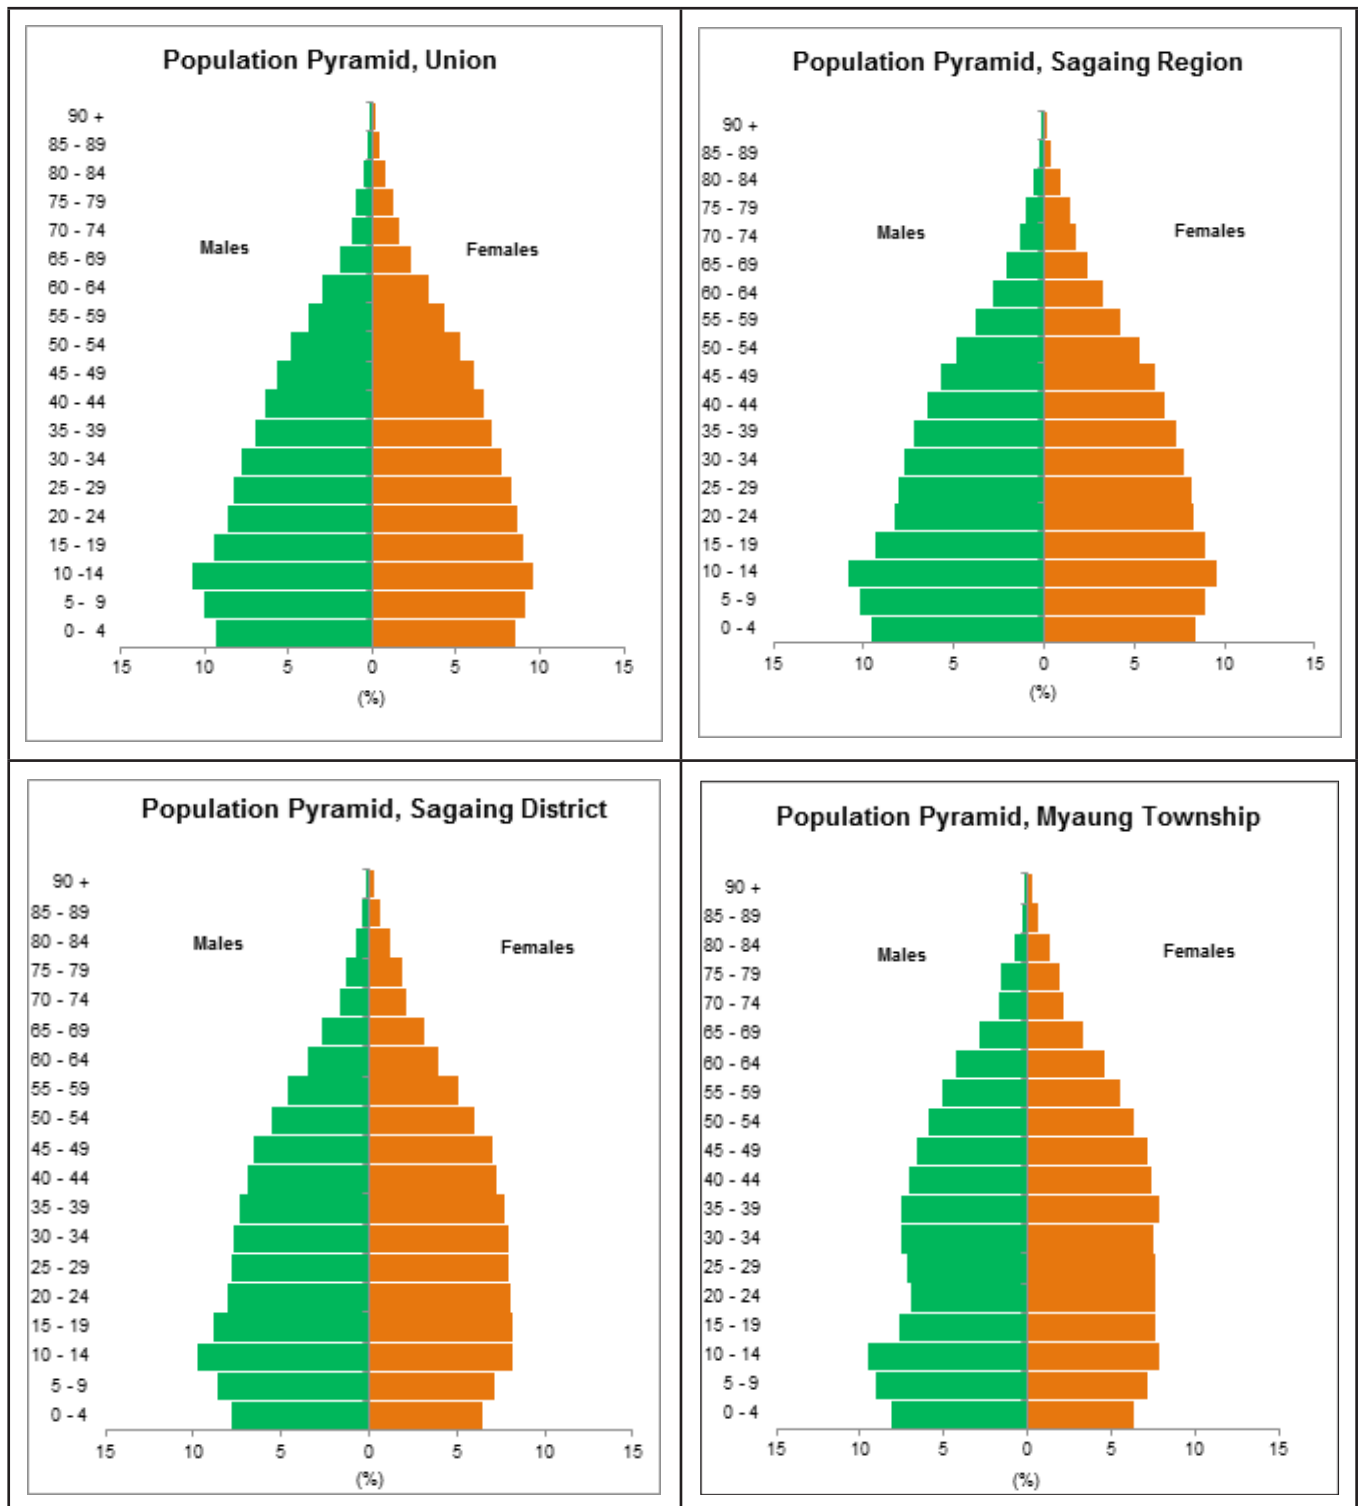 Population Pyramid, Union
90 +
85 - 89
80 - 84
75 - 79
70 - 74
65 - 69
60 - 64
55 - 59
50 - 54
45 - 49
40 - 44
35 - 39
30 - 34
25 - 29
20 - 24
15 - 19
10 -14
5 - 9
0 - 4
Males
Females
15 10 5 0 5 10 15
(%)
Population Pyramid, Sagaing Region
90 +
85 - 89
80 - 84
75 - 79
70 - 74
65 - 69
60 - 64
55 - 59
50 - 54
45 - 49
40 - 44
35 - 39
30 - 34
25 - 29
20 - 24
15 - 19
10 - 14
5 - 9
0 - 4
Males
Females
15 10 5 0 5 10 15
(%)
Population Pyramid, Sagaing District
90 +
85 - 89
80 - 84
75 - 79
70 - 74
65 - 69
60 - 64
55 - 59
50 - 54
45 - 49
40 - 44
35 - 39
30 - 34
25 - 29
20 - 24
15 - 19
10 - 14
5 - 9
0 - 4
Males
Females
15 10 5 0 5 10 15
(%)
Population Pyramid, Myaung Township
90 +
85 - 89
80 - 84
75 - 79
70 - 74
65 - 69
60 - 64
55 - 59
50 - 54
45 - 49
40 - 44
35 - 39
30 - 34
25 - 29
20 - 24
15 - 19
10 - 14
5 - 9
0 - 4
Males
Females
15 10 5 0 5 10 15
(%)